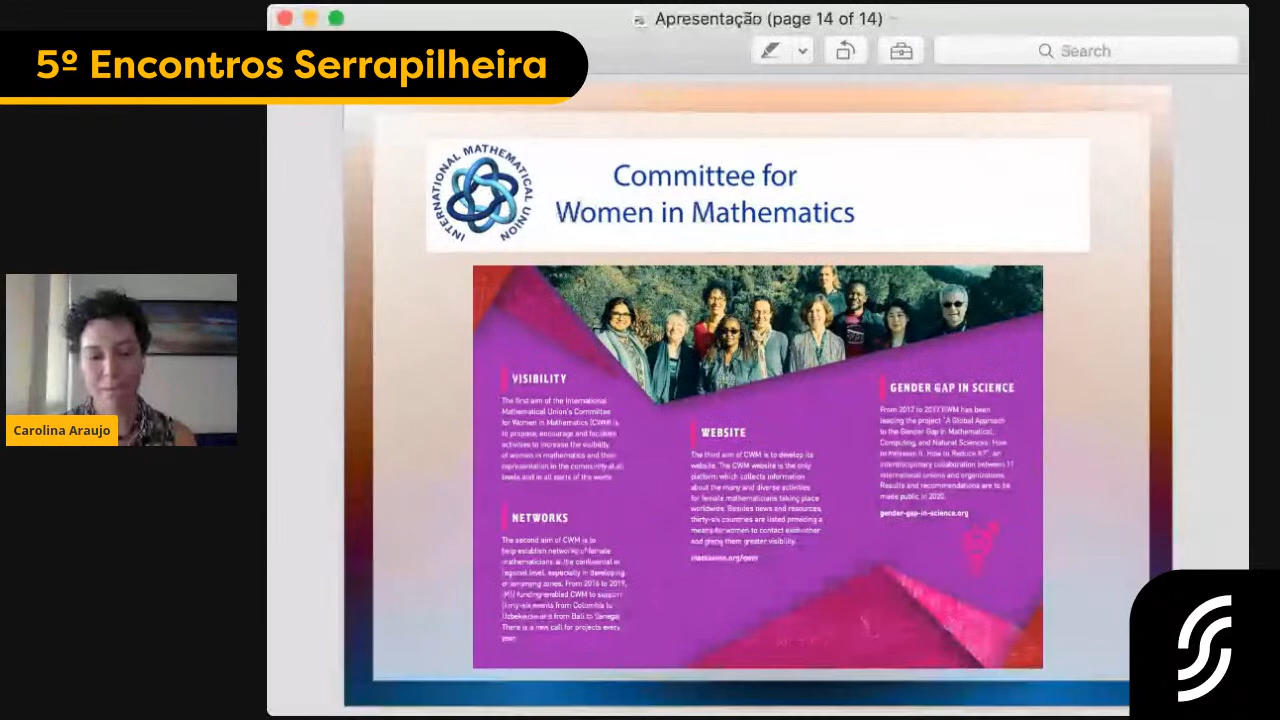 Apresentação (page 14 of 14)
5º Encontros Serrapilheira
Search
INTERNATIONAL MATHEMATICAL UNION
Committee for
Women in Mathematics
Carolina Araujo
VISIBILITY
The first aim of the International
Mathematical Union's Committee
for Women in Mathematics (CWM) is
to propose, encourage and facilitate
activities to increase the visibility
of women in mathematics and their
representation in the community at all
levels and in all parts of the world
NETWORKS
The second aim of CWM is to
help establish networks of female
mathematicians at the continental or
regional level, especially in developing
or emerging zones. From 2016 to 2019,
IMU funding enabled CWM to support
events from Colombia to
Uzbekistan and from Bali to Senegal
There is a new call for projects every
year
WEBSITE
The third aim of CWM is to develop its
website. The CWM website is the only
platform which collects information
about the many and diverse activities
for female mathematicians taking place
worldwide. Besides news and resources,
thirty-six countries are listed providing a
means for women to contact each other
and giving them greater visibility.
GENDER GAP IN SCIENCE
From 2017 to 2019 CWM has been
leading the project "A Global Approach
to the Gender Gap in Mathematical,
Computing, and Natural Sciences: How
to Measure It, How to Reduce It?", an
interdisciplinary collaboration between 11
international unions and organizations.
Results and recommendations are to be
made public in 2020.
gender-gap-in-science.org